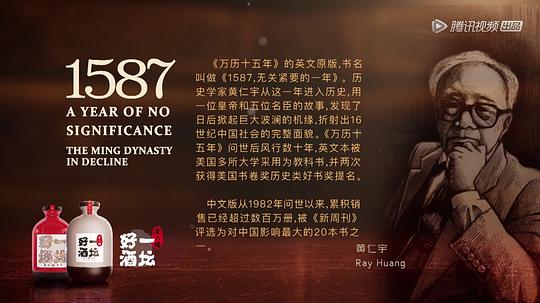 腾讯视频 出品
1587
A YEAR OF NO
SIGNIFICANCE
THE MING DYNASTY
IN DECLINE
《万历十五年》的英文原版,书名
叫做《1587,无关紧要的一年》。历
史学家黄仁宇从这一年进入历史,用
一位皇帝和五位名臣的故事,发现了
日后掀起巨大波澜的机缘,折射出16
世纪中国社会的完整面貌。《万历十
五年》问世后风行数十年,英文本被
美国多所大学采用为教科书,并两次
获得美国书卷奖历史类好书奖提名。
中文版从1982年问世以来,累积销
售已经超过数百万册,被《新周刊》
评选为对中国影响最大的20本书之
一。
黄仁宇
Ray Huang
好一
酒坛